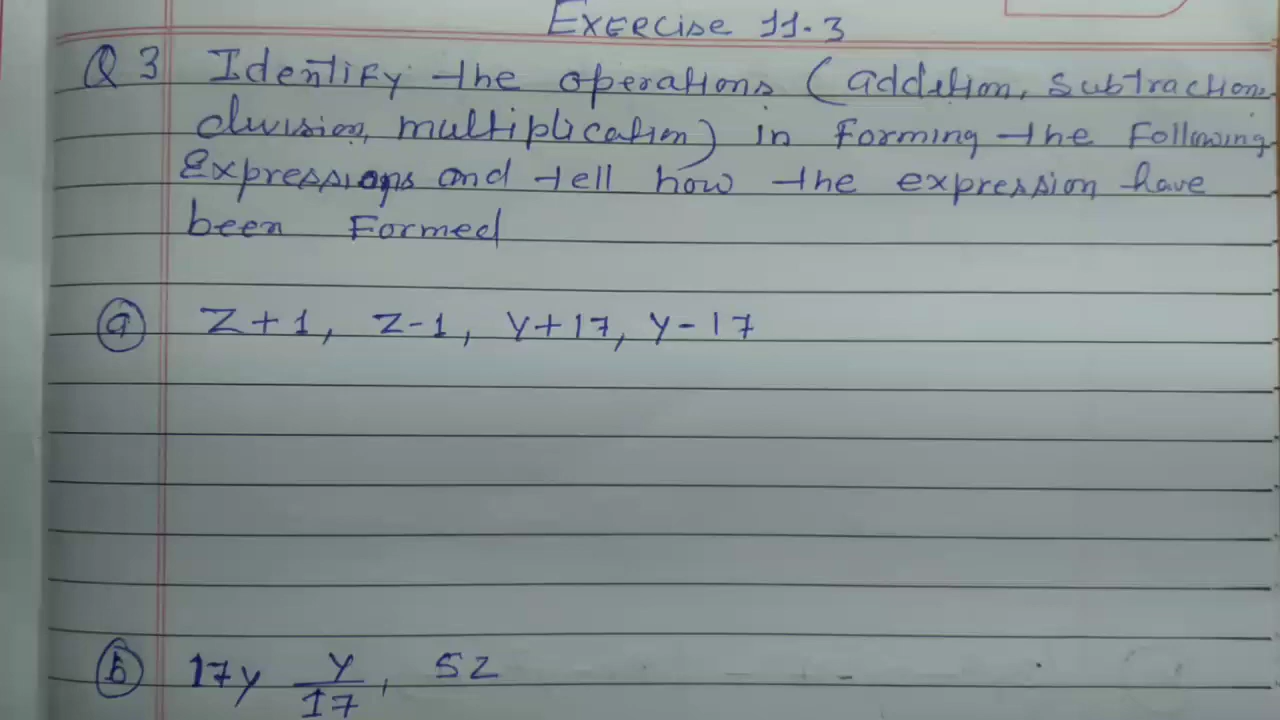 Exercise 11.3
Q 3 Identify the operations (addition, Subtraction,
division, multiplication) in forming the Following
Expressions and tell how the expression have
been Formed
(a) Z+1, Z-1, Y+17, Y-17
(b) 17y y/17, 5z